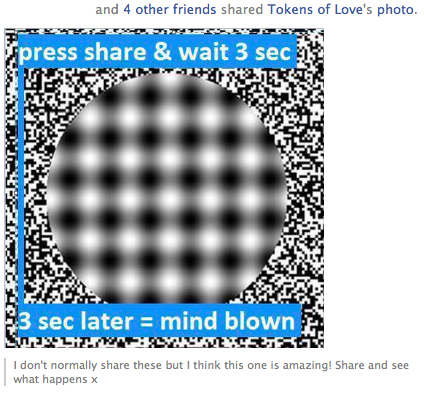 and 4 other friends shared Tokens of Love's photo.
press share & wait 3 sec
3 sec later = mind blown
I don't normally share these but I think this one is amazing! Share and see
what happens x